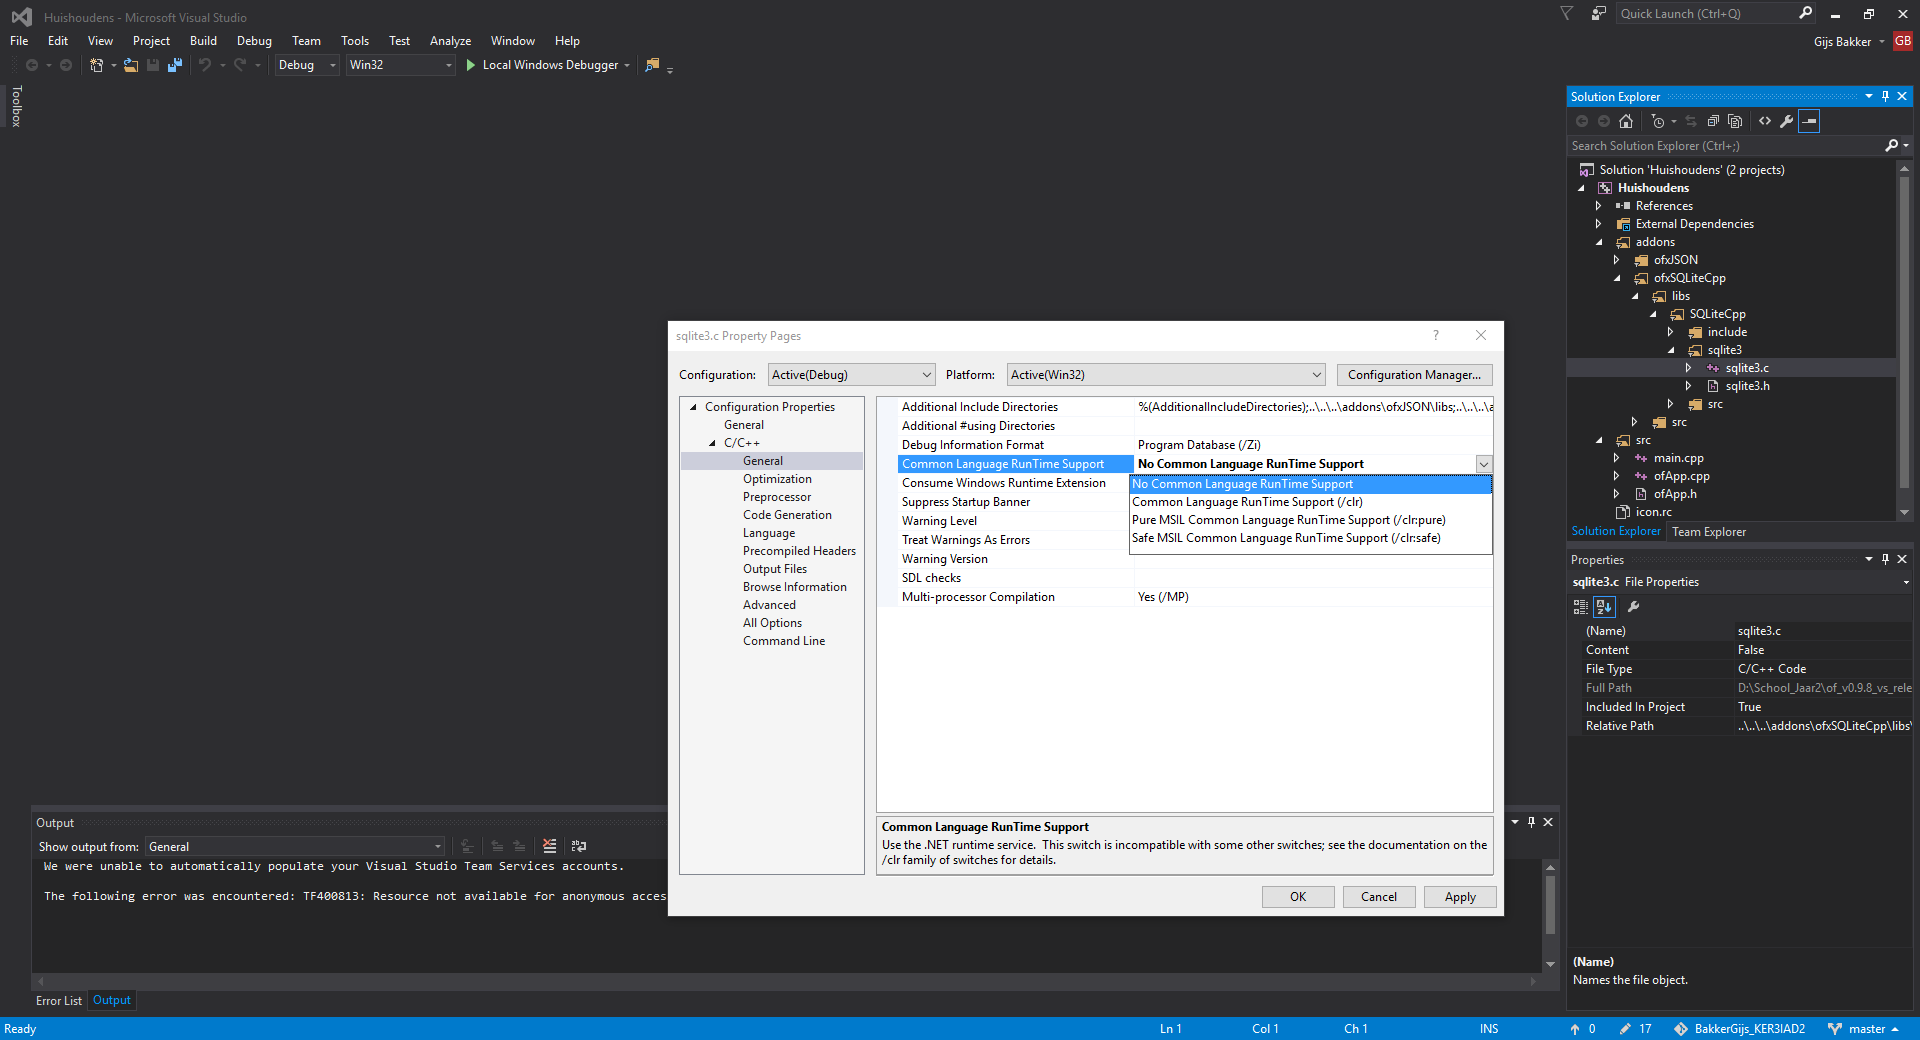 Huishoudens - Microsoft Visual Studio
Quick Launch (Ctrl+Q)
File Edit View Project Build Debug Team Tools Test Analyze Window Help
Gijs Bakker GB
Debug Win32 Local Windows Debugger
Toolbox
Solution Explorer
Search Solution Explorer (Ctrl+;)
Solution 'Huishoudens' (2 projects)
Huishoudens
References
External Dependencies
addons
ofxJSON
ofxSQLiteCpp
libs
SQLiteCpp
include
sqlite3
sqlite3.c
sqlite3.h
src
src
src
main.cpp
ofApp.cpp
ofApp.h
icon.rc
Solution Explorer Team Explorer
sqlite3.c Property Pages
?
Configuration: Active(Debug) Platform: Active(Win32) Configuration Manager...
Configuration Properties
General
C/C++
General
Optimization
Preprocessor
Code Generation
Language
Precompiled Headers
Output Files
Browse Information
Advanced
All Options
Command Line
Additional Include Directories %(AdditionalIncludeDirectories);..\..\..\addons\ofxJSON\libs;..\..\..\a
Additional #using Directories
Debug Information Format Program Database (/Zi)
Common Language RunTime Support No Common Language RunTime Support
Consume Windows Runtime Extension
Suppress Startup Banner
Warning Level
Treat Warnings As Errors
Warning Version
SDL checks
Multi-processor Compilation Yes (/MP)
No Common Language RunTime Support
Common Language RunTime Support (/clr)
Pure MSIL Common Language RunTime Support (/clr:pure)
Safe MSIL Common Language RunTime Support (/clr:safe)
Common Language RunTime Support
Use the .NET runtime service. This switch is incompatible with some other switches; see the documentation on the
/clr family of switches for details.
OK Cancel Apply
Properties
sqlite3.c File Properties
(Name) sqlite3.c
Content False
File Type C/C++ Code
Full Path D:\School_Jaar2\of_v0.9.8_vs_rele
Included In Project True
Relative Path ..\..\..\addons\ofxSQLiteCpp\libs\
(Name)
Names the file object.
Output
Show output from: General
We were unable to automatically populate your Visual Studio Team Services accounts.
The following error was encountered: TF400813: Resource not available for anonymous acces
Error List Output
Ready Ln 1 Col 1 Ch 1 INS 0 17 BakkerGijs_KER3IAD2 master